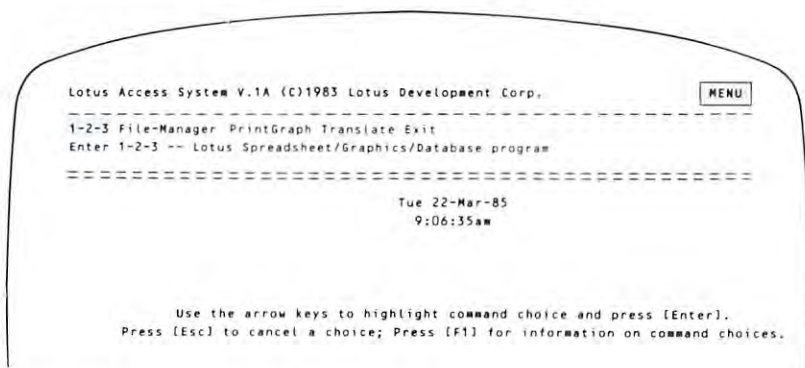 Lotus Access System V.1A (C)1983 Lotus Development Corp. MENU
1-2-3 File-Manager PrintGraph Translate Exit
Enter 1-2-3 -- Lotus Spreadsheet/Graphics/Database program
Tue 22-Mar-85
9:06:35am
Use the arrow keys to highlight command choice and press [Enter].
Press [Esc] to cancel a choice; Press [F1] for information on command choices.